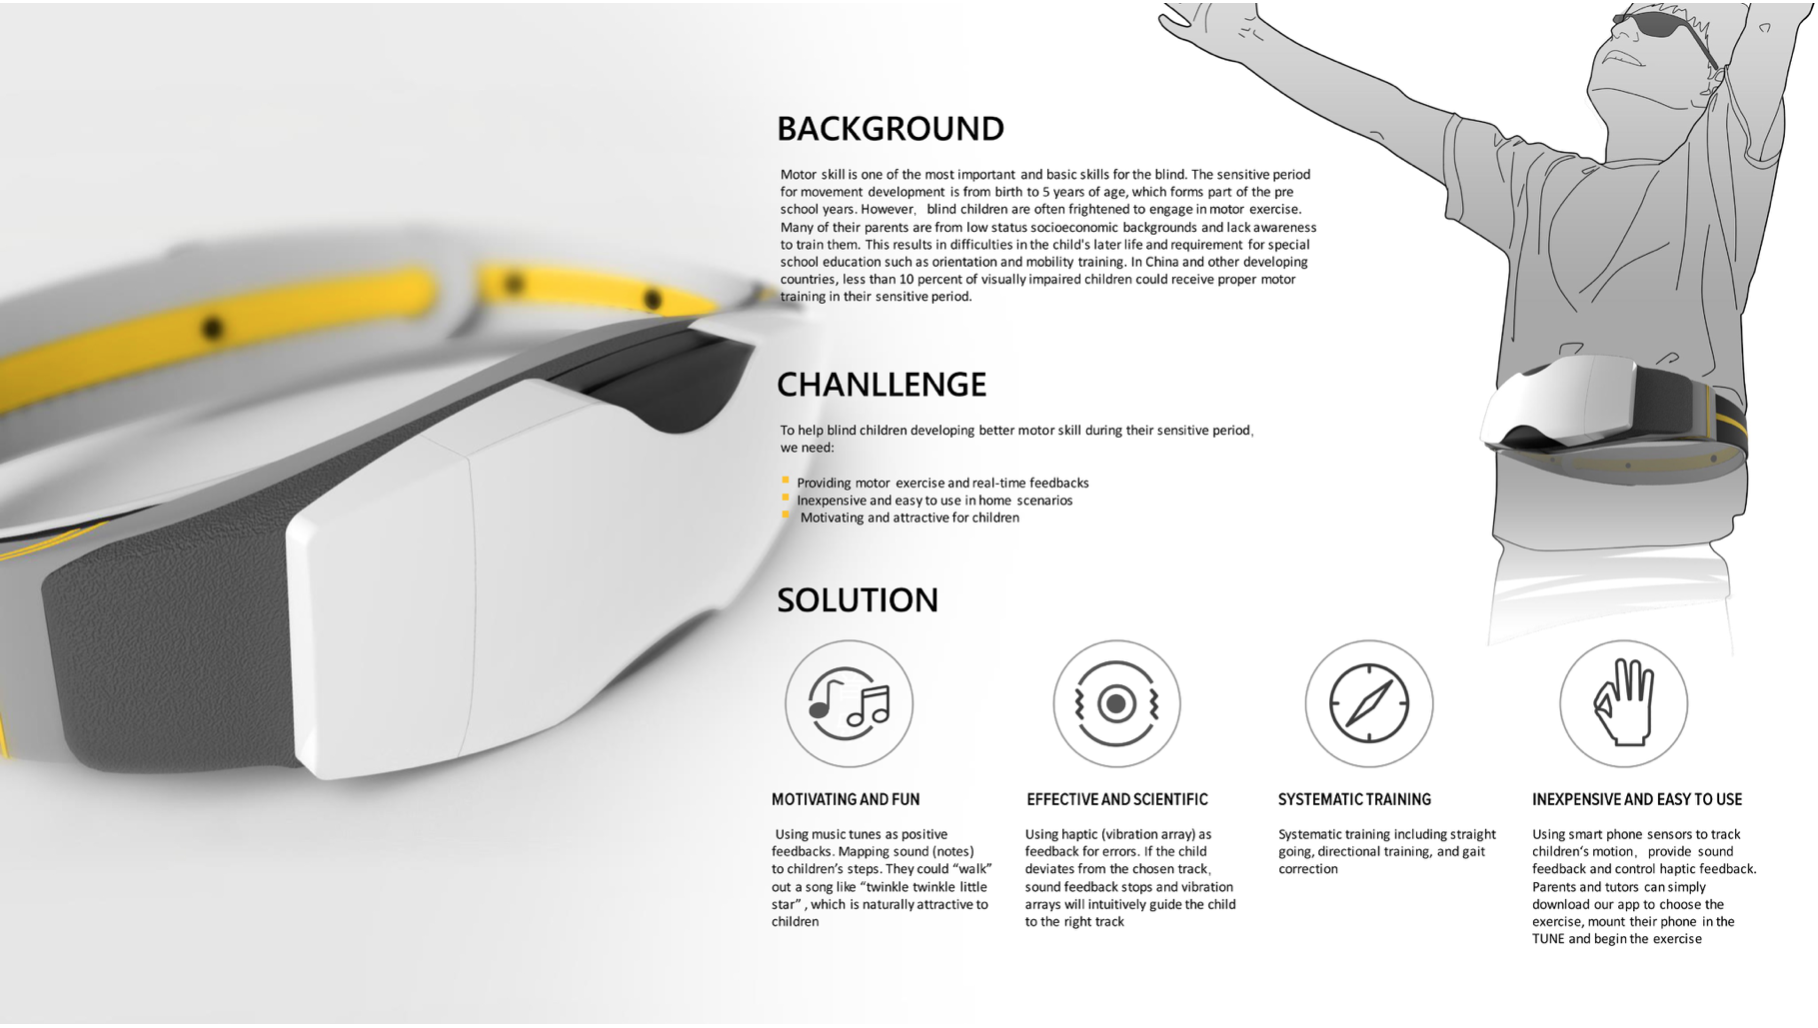 BACKGROUND
Motor skill is one of the most important and basic skills for the blind. The sensitive period
for movement development is from birth to 5 years of age, which forms part of the pre
school years. However， blind children are often frightened to engage in motor exercise.
Many of their parents are from low status socioeconomic backgrounds and lack awareness
to train them. This results in difficulties in the child's later life and requirement for special
school education such as orientation and mobility training. In China and other developing
countries, less than 10 percent of visually impaired children could receive proper motor
training in their sensitive period.
CHANLLENGE
To help blind children developing better motor skill during their sensitive period,
we need:
Providing motor exercise and real-time feedbacks
Inexpensive and easy to use in home scenarios
Motivating and attractive for children
SOLUTION
MOTIVATING AND FUN
Using music tunes as positive
feedbacks. Mapping sound (notes)
to children's steps. They could “walk”
out a song like “twinkle twinkle little
star” , which is naturally attractive to
children
EFFECTIVE AND SCIENTIFIC
Using haptic (vibration array) as
feedback for errors. If the child
deviates from the chosen track,
sound feedback stops and vibration
arrays will intuitively guide the child
to the right track
SYSTEMATIC TRAINING
Systematic training including straight
going, directional training, and gait
correction
INEXPENSIVE AND EASY TO USE
Using smart phone sensors to track
children's motion， provide sound
feedback and control haptic feedback.
Parents and tutors can simply
download our app to choose the
exercise, mount their phone in the
TUNE and begin the exercise